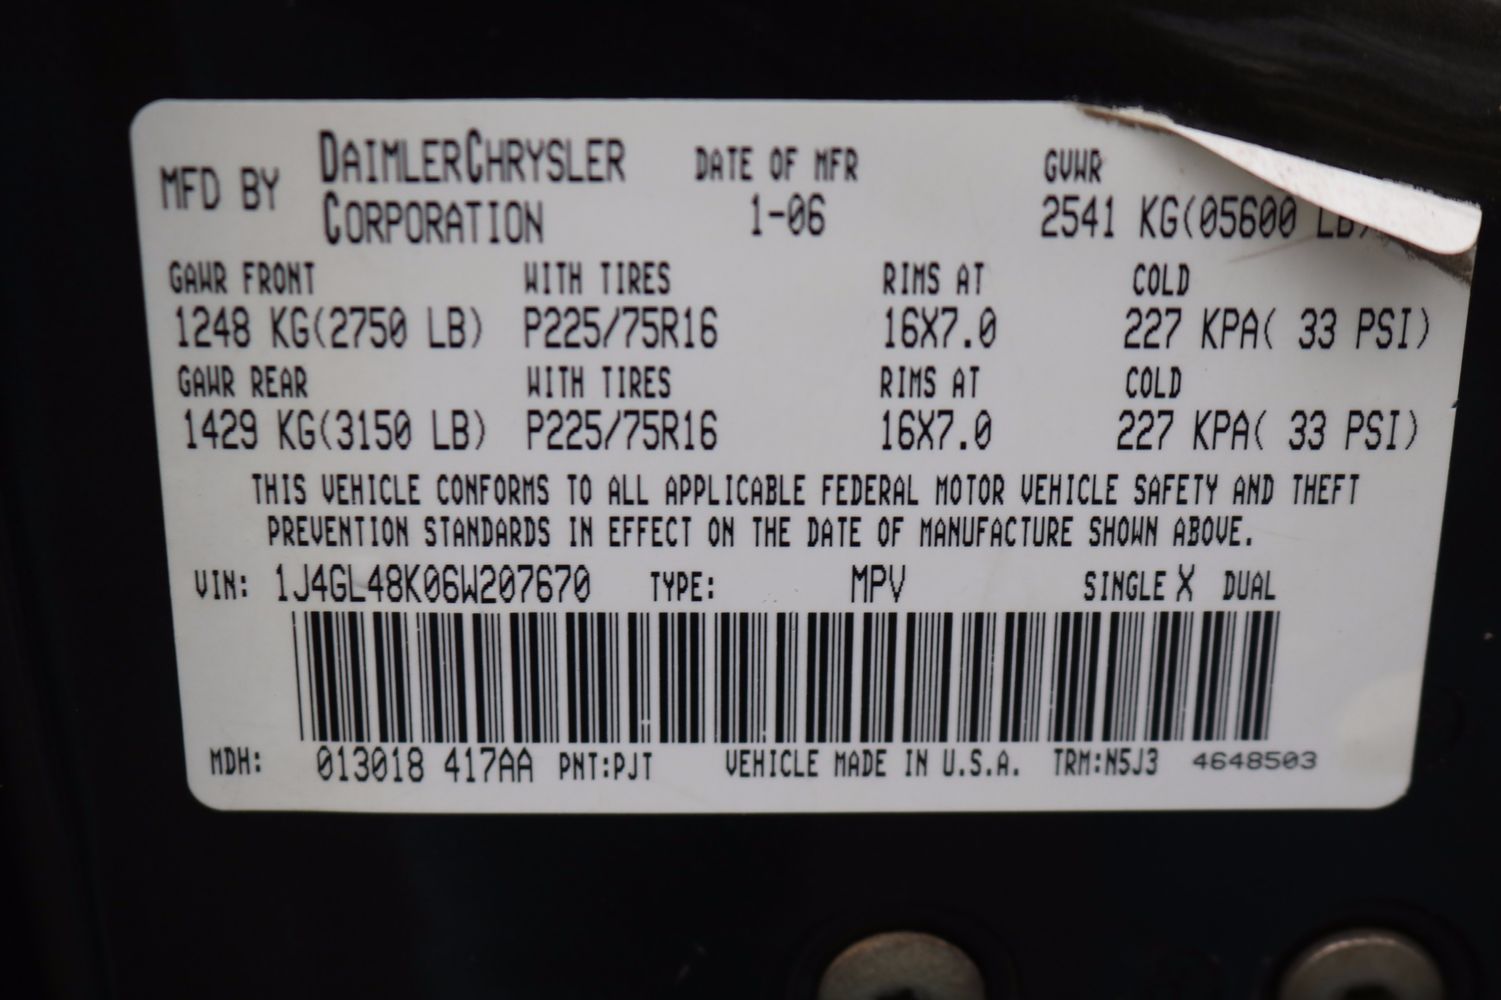 MFD BY DAIMLERCHRYSLER CORPORATION DATE OF MFR 1-06 GVWR 2541 KG(05600 LB)
GAWR FRONT WITH TIRES RIMS AT COLD
1248 KG(2750 LB) P225/75R16 16X7.0 227 KPA( 33 PSI)
GAWR REAR WITH TIRES RIMS AT COLD
1429 KG(3150 LB) P225/75R16 16X7.0 227 KPA( 33 PSI)
THIS VEHICLE CONFORMS TO ALL APPLICABLE FEDERAL MOTOR VEHICLE SAFETY AND THEFT
PREVENTION STANDARDS IN EFFECT ON THE DATE OF MANUFACTURE SHOWN ABOVE.
VIN: 1J4GL48K06W207670 TYPE: MPV SINGLE X DUAL
MDH: 013018 417AA PNT:PJT VEHICLE MADE IN U.S.A. TRM:N5J3 4648503